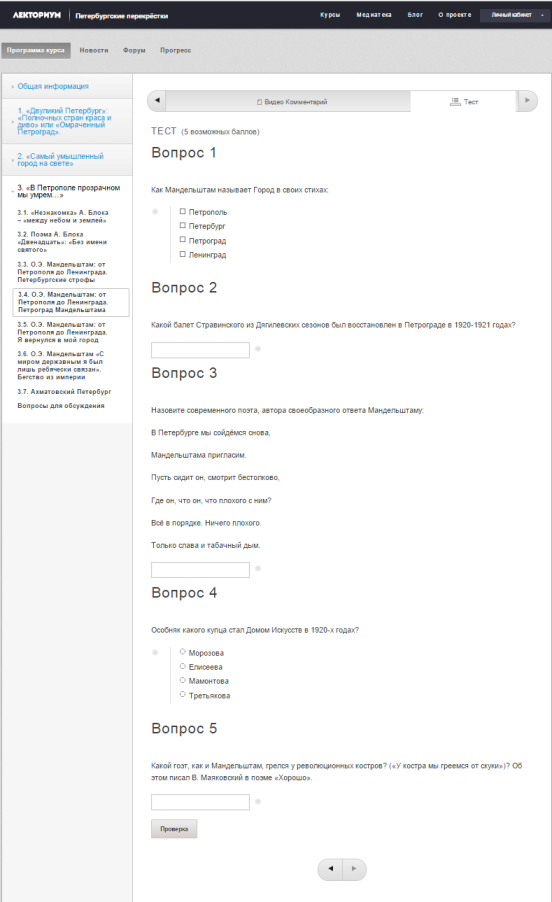 ЛЕКТОРИУМ Петербургские перекрёстки Курсы Медиатека Блог О проекте Личный кабинет
Программа курса Новости Форум Прогресс
Общая информация
1. «Двуликий Петербург»:
«Полночных стран краса и
диво» или «Омраченный
Петроград».
2. «Самый умышленный
город на свете»
3. «В Петрополе прозрачном
мы умрем...»
3.1. «Незнакомка» А. Блока
– «между небом и землей»
3.2. Поэма А. Блока
«Двенадцать»: «Без имени
святого»
3.3. О.Э. Мандельштам: от
Петрополя до Ленинграда.
Петербургские строфы
3.4. О.Э. Мандельштам: от
Петрополя до Ленинграда.
Петроград Мандельштама
3.5. О.Э. Мандельштам: от
Петрополя до Ленинграда.
Я вернулся в мой город
3.6. О.Э. Мандельштам «С
миром державным я был
лишь ребячески связан».
Бегство из империи
3.7. Ахматовский Петербург
Вопросы для обсуждения
Видео Комментарий Тест
ТЕСТ (5 возможных баллов)
Вопрос 1
Как Мандельштам называет Город в своих стихах:
Петрополь
Петербург
Петроград
Ленинград
Вопрос 2
Какой балет Стравинского из Дягилевских сезонов был восстановлен в Петрограде в 1920-1921 годах?
Вопрос 3
Назовите современного поэта, автора своеобразного ответа Мандельштаму:
В Петербурге мы сойдёмся снова,
Мандельштама пригласим.
Пусть сидит он, смотрит бестолково,
Где он, что он, что плохого с ним?
Всё в порядке. Ничего плохого.
Только слава и табачный дым.
Вопрос 4
Особняк какого купца стал Домом Искусств в 1920-х годах?
Морозова
Елисеева
Мамонтова
Третьякова
Вопрос 5
Какой поэт, как и Мандельштам, грелся у революционных костров? («У костра мы греемся от скуки»)? Об
этом писал В. Маяковский в поэме «Хорошо».
Проверка